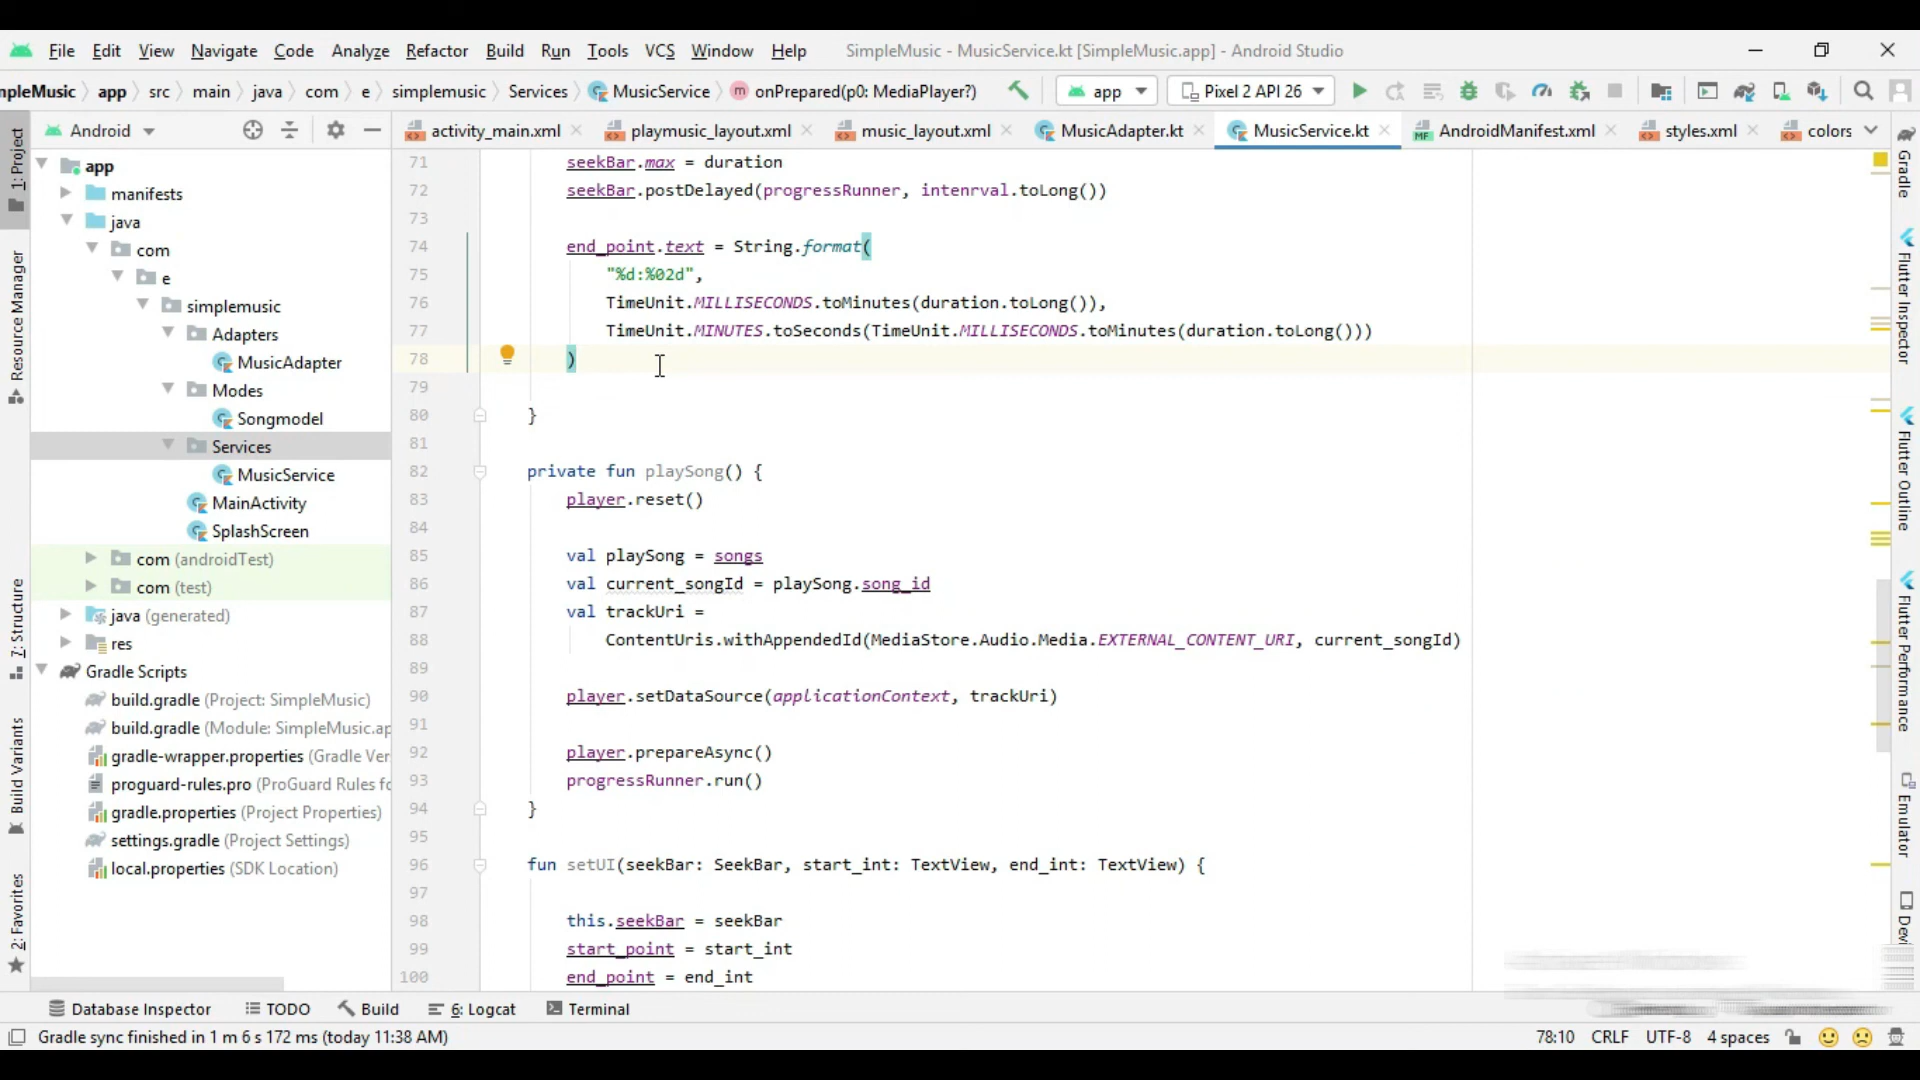 File Edit View Navigate Code Analyze Refactor Build Run Tools VCS Window Help SimpleMusic - MusicService.kt [SimpleMusic.app] - Android Studio
mpleMusic app src main java com e simplemusic Services MusicService onPrepared(p0: MediaPlayer?) app Pixel 2 API 26
Android activity_main.xml playmusic_layout.xml music_layout.xml MusicAdapter.kt MusicService.kt AndroidManifest.xml styles.xml colors
1: Project
Resource Manager
7: Structure
Build Variants
2: Favorites
app
manifests
java
com
e
simplemusic
Adapters
MusicAdapter
Modes
Songmodel
Services
MusicService
MainActivity
SplashScreen
com (androidTest)
com (test)
java (generated)
res
Gradle Scripts
build.gradle (Project: SimpleMusic)
build.gradle (Module: SimpleMusic.ap
gradle-wrapper.properties (Gradle Ver
proguard-rules.pro (ProGuard Rules fo
gradle.properties (Project Properties)
settings.gradle (Project Settings)
local.properties (SDK Location)
71 seekBar.max = duration
72 seekBar.postDelayed(progressRunner, intenrval.toLong())
73
74 end_point.text = String.format(
75 "%d:%02d",
76 TimeUnit.MILLISECONDS.toMinutes(duration.toLong()),
77 TimeUnit.MINUTES.toSeconds(TimeUnit.MILLISECONDS.toMinutes(duration.toLong()))
78 )
79
80 }
81
82 private fun playSong() {
83 player.reset()
84
85 val playSong = songs
86 val current_songId = playSong.song_id
87 val trackUri =
88 ContentUris.withAppendedId(MediaStore.Audio.Media.EXTERNAL_CONTENT_URI, current_songId)
89
90 player.setDataSource(applicationContext, trackUri)
91
92 player.prepareAsync()
93 progressRunner.run()
94 }
95
96 fun setUI(seekBar: SeekBar, start_int: TextView, end_int: TextView) {
97
98 this.seekBar = seekBar
99 start_point = start_int
100 end_point = end_int
Gradle
Flutter Inspector
Flutter Outline
Flutter Performance
Emulator
Devi
Database Inspector TODO Build 6: Logcat Terminal
Gradle sync finished in 1 m 6 s 172 ms (today 11:38 AM) 78:10 CRLF UTF-8 4 spaces